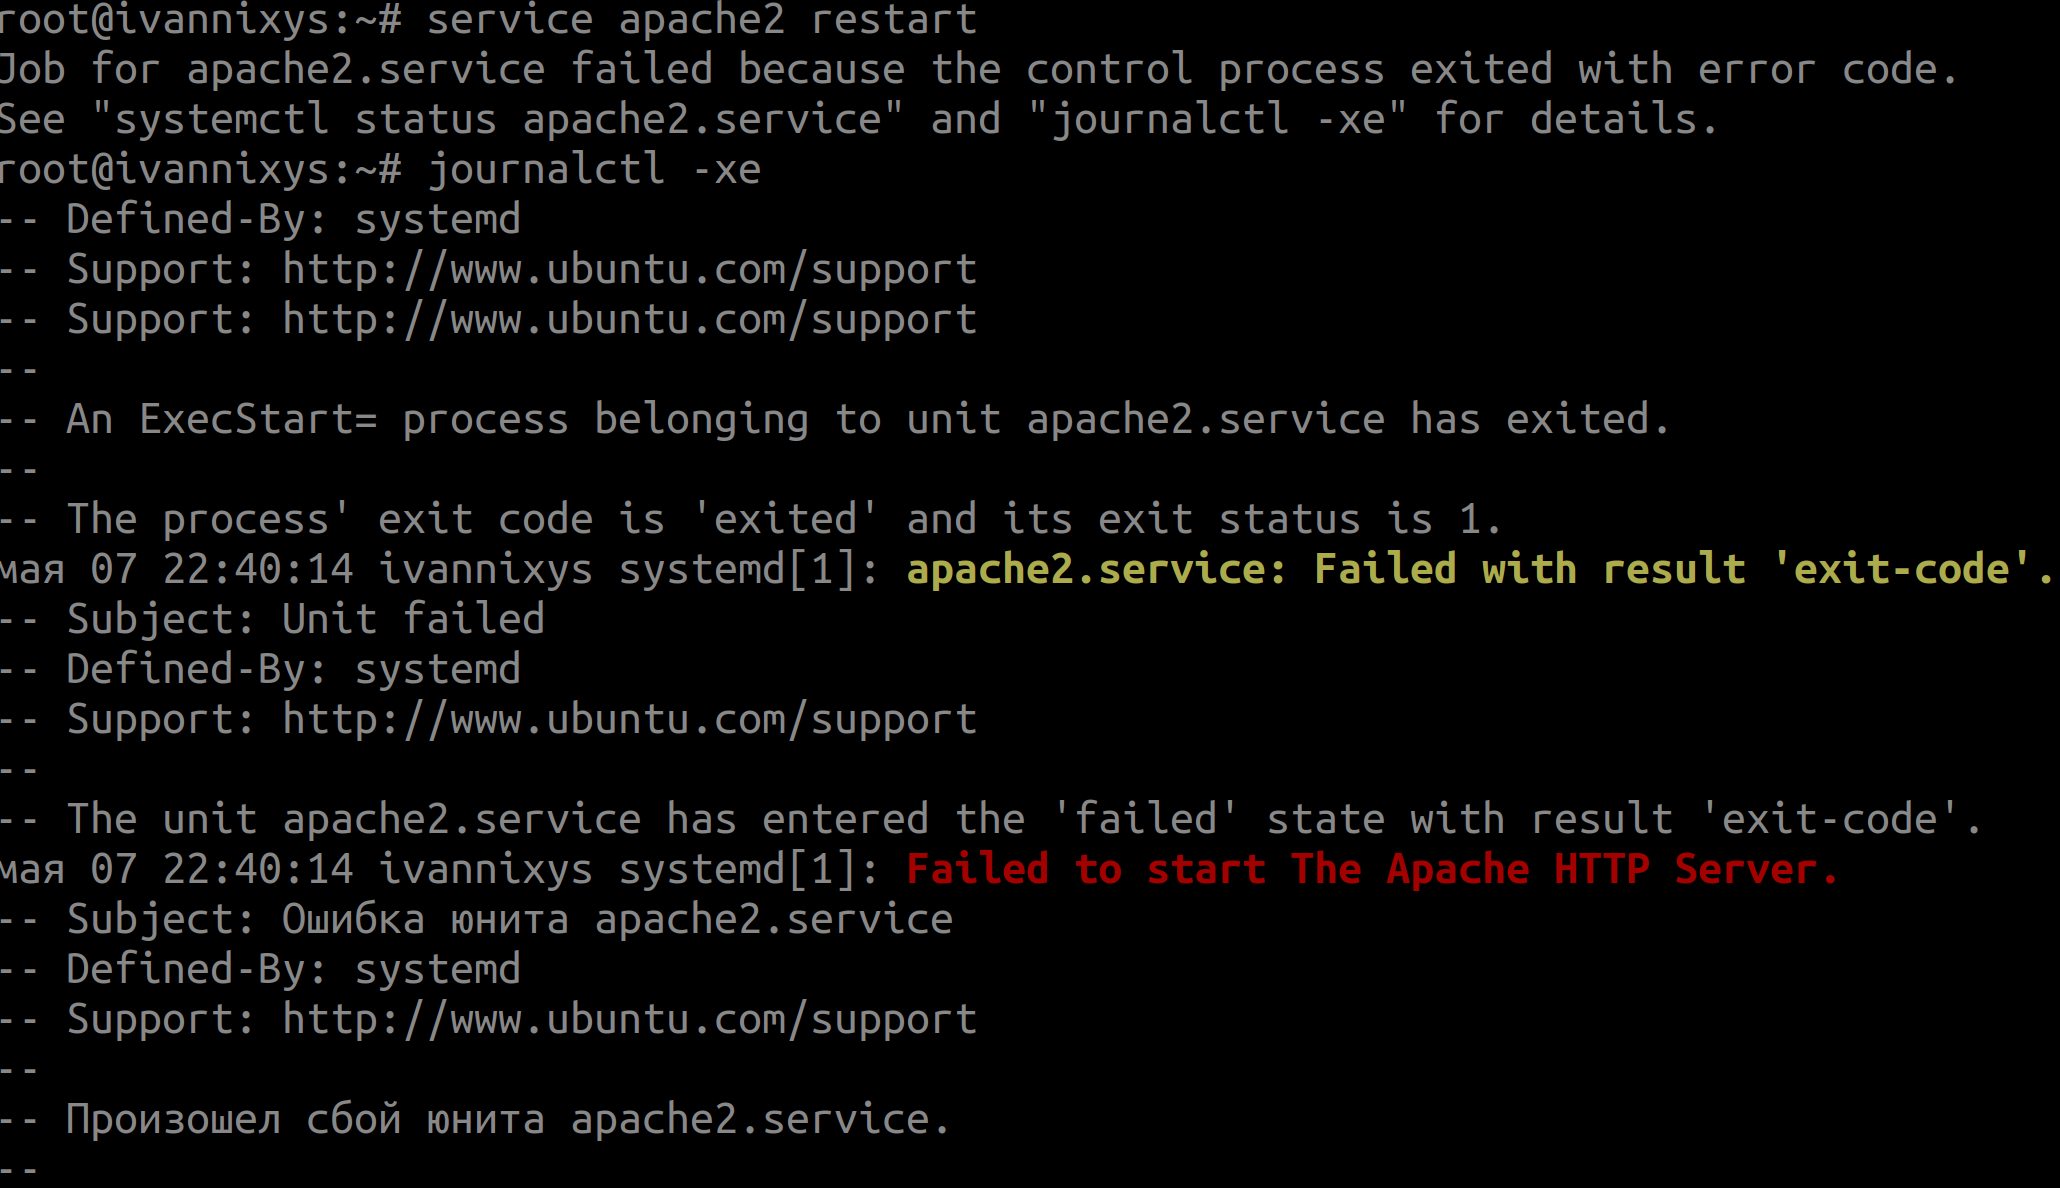 root@ivannixys:~# service apache2 restart
Job for apache2.service failed because the control process exited with error code.
See "systemctl status apache2.service" and "journalctl -xe" for details.
root@ivannixys:~# journalctl -xe
-- Defined-By: systemd
-- Support: http://www.ubuntu.com/support
-- Support: http://www.ubuntu.com/support
--
-- An ExecStart= process belonging to unit apache2.service has exited.
--
-- The process' exit code is 'exited' and its exit status is 1.
мая 07 22:40:14 ivannixys systemd[1]: apache2.service: Failed with result 'exit-code'.
-- Subject: Unit failed
-- Defined-By: systemd
-- Support: http://www.ubuntu.com/support
--
-- The unit apache2.service has entered the 'failed' state with result 'exit-code'.
мая 07 22:40:14 ivannixys systemd[1]: Failed to start The Apache HTTP Server.
-- Subject: Ошибка юнита apache2.service
-- Defined-By: systemd
-- Support: http://www.ubuntu.com/support
--
-- Произошел сбой юнита apache2.service.
--